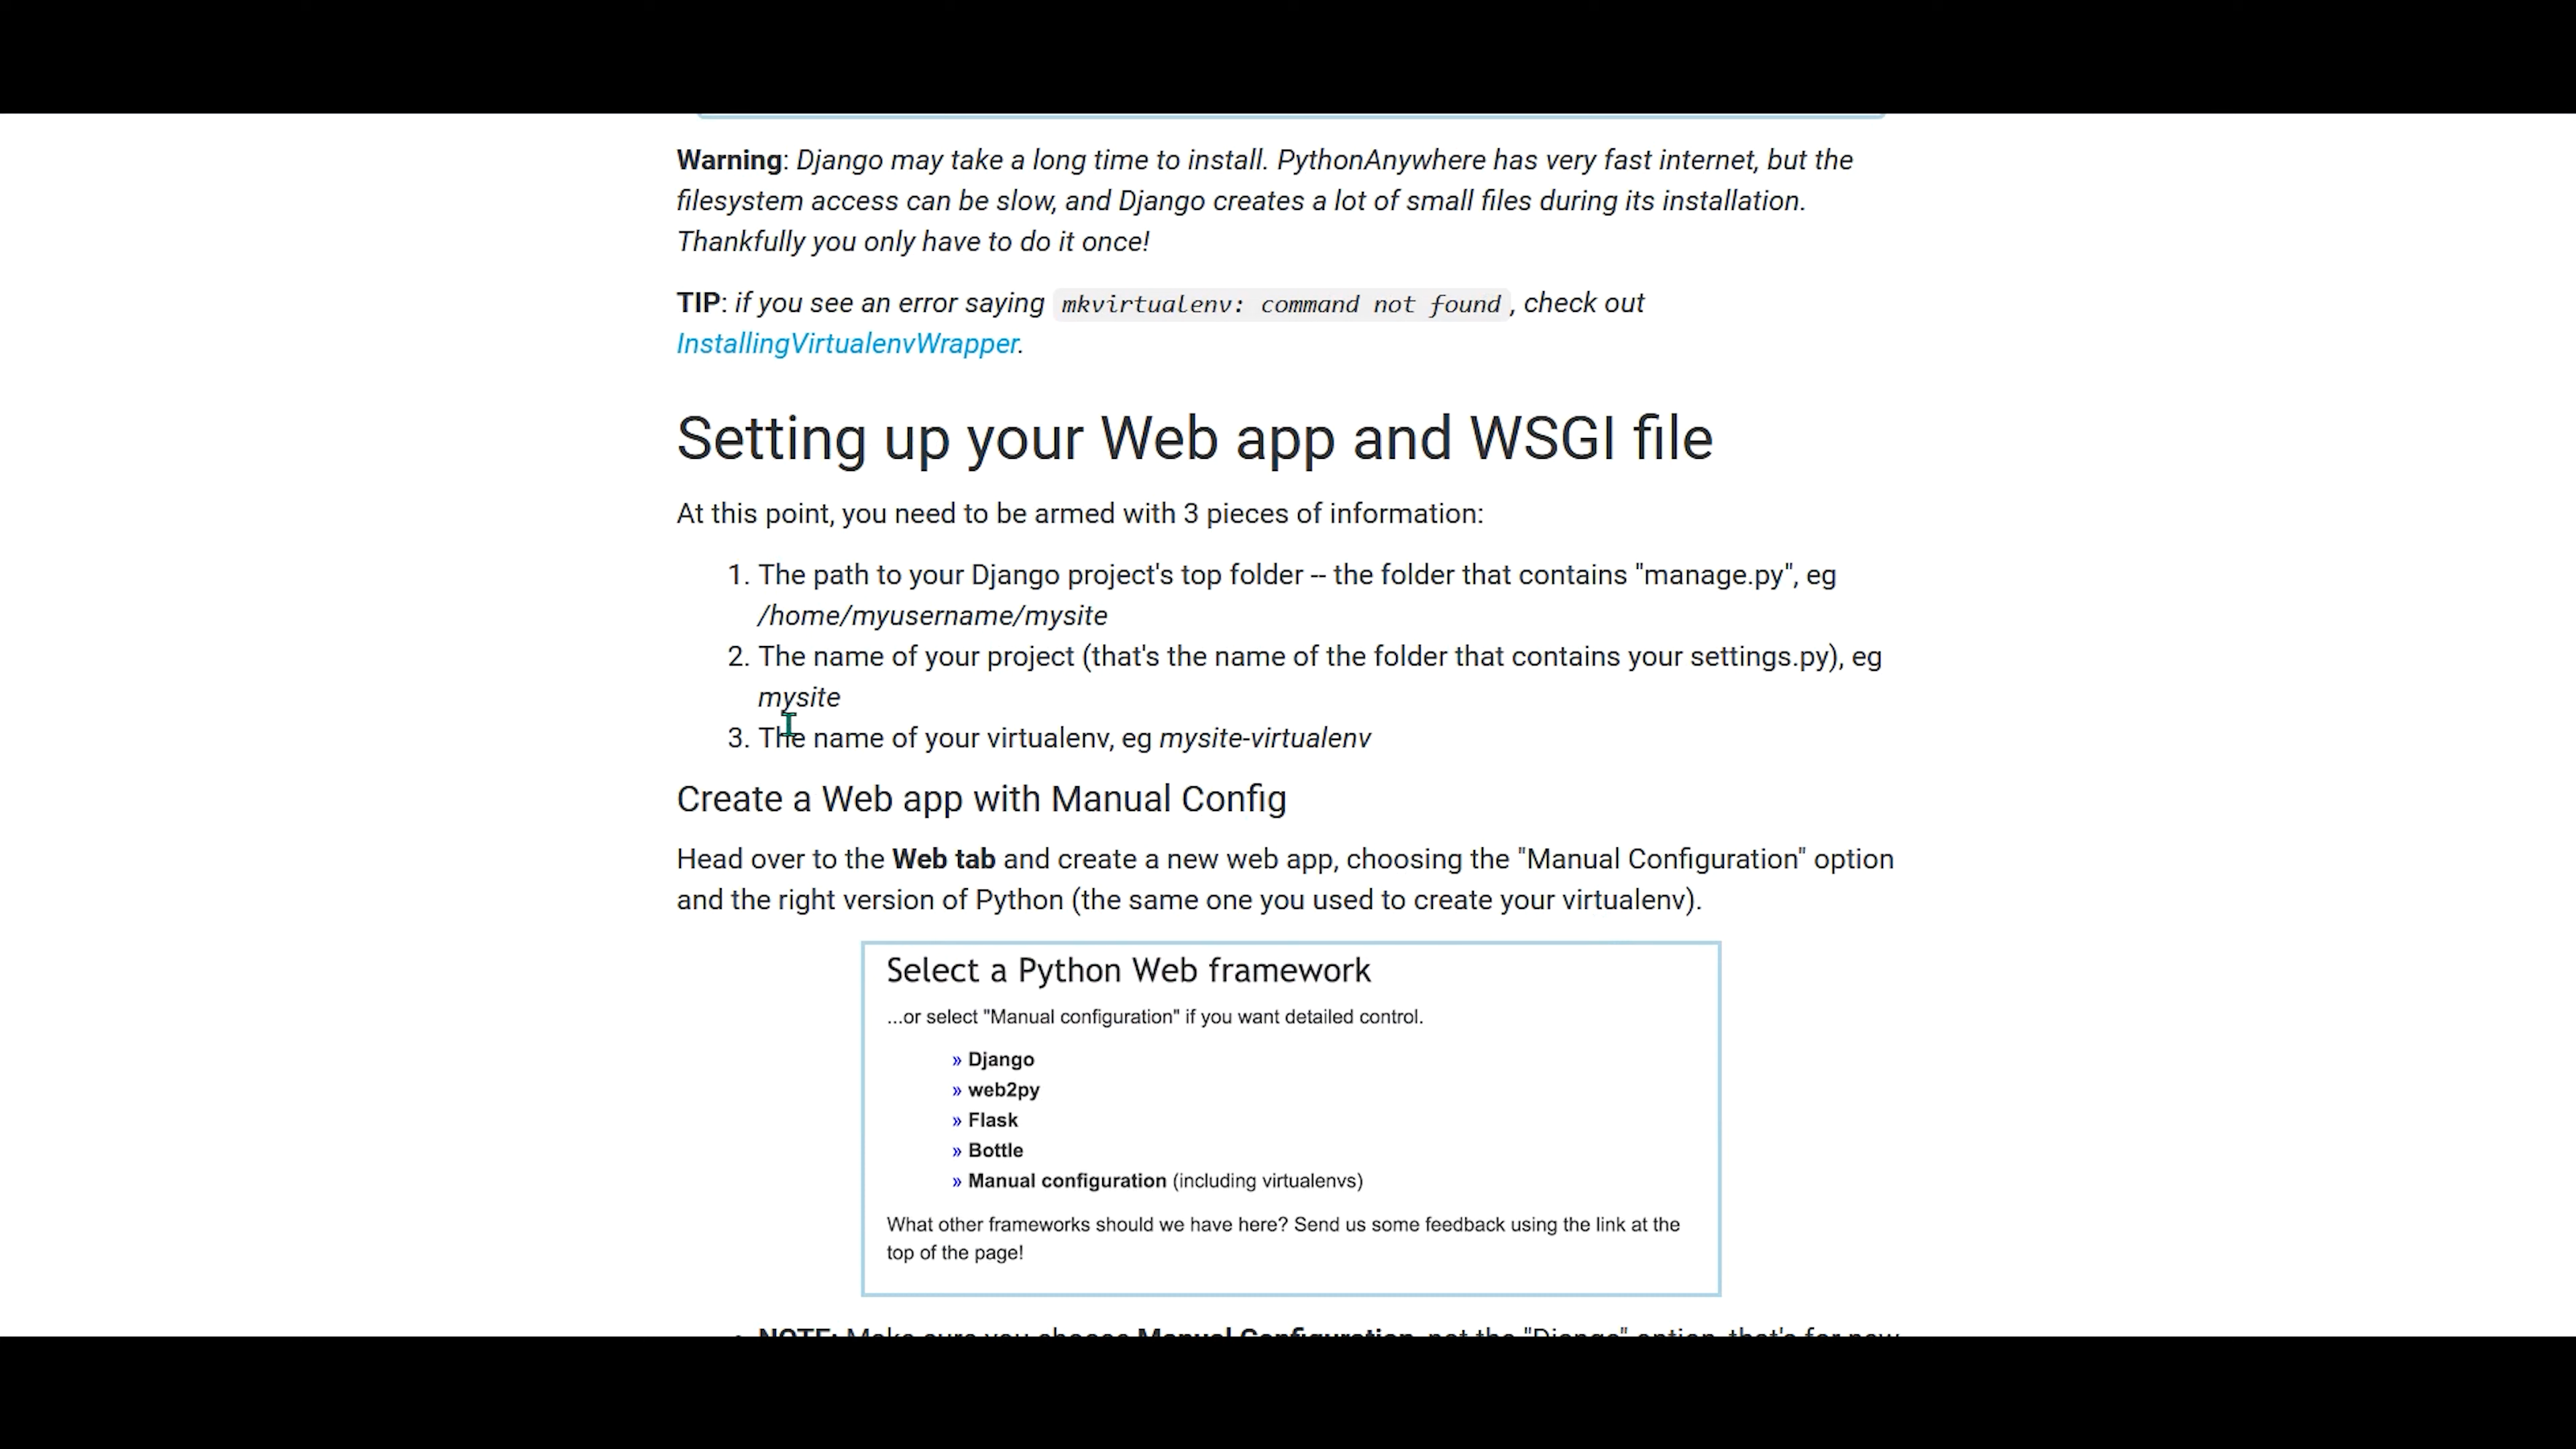 Warning: Django may take a long time to install. PythonAnywhere has very fast internet, but the
filesystem access can be slow, and Django creates a lot of small files during its installation.
Thankfully you only have to do it once!
TIP: if you see an error saying mkvirtualenv: command not found, check out
InstallingVirtualenvWrapper.
Setting up your Web app and WSGI file
At this point, you need to be armed with 3 pieces of information:
1. The path to your Django project's top folder -- the folder that contains "manage.py", eg
/home/myusername/mysite
2. The name of your project (that's the name of the folder that contains your settings.py), eg
mysite
3. The name of your virtualenv, eg mysite-virtualenv
Create a Web app with Manual Config
Head over to the Web tab and create a new web app, choosing the "Manual Configuration" option
and the right version of Python (the same one you used to create your virtualenv).
Select a Python Web framework
...or select "Manual configuration" if you want detailed control.
» Django
» web2py
» Flask
» Bottle
» Manual configuration (including virtualenvs)
What other frameworks should we have here? Send us some feedback using the link at the
top of the page!
NOTE: Make sure you choose Manual Configuration, not the "Django" option, that's for new